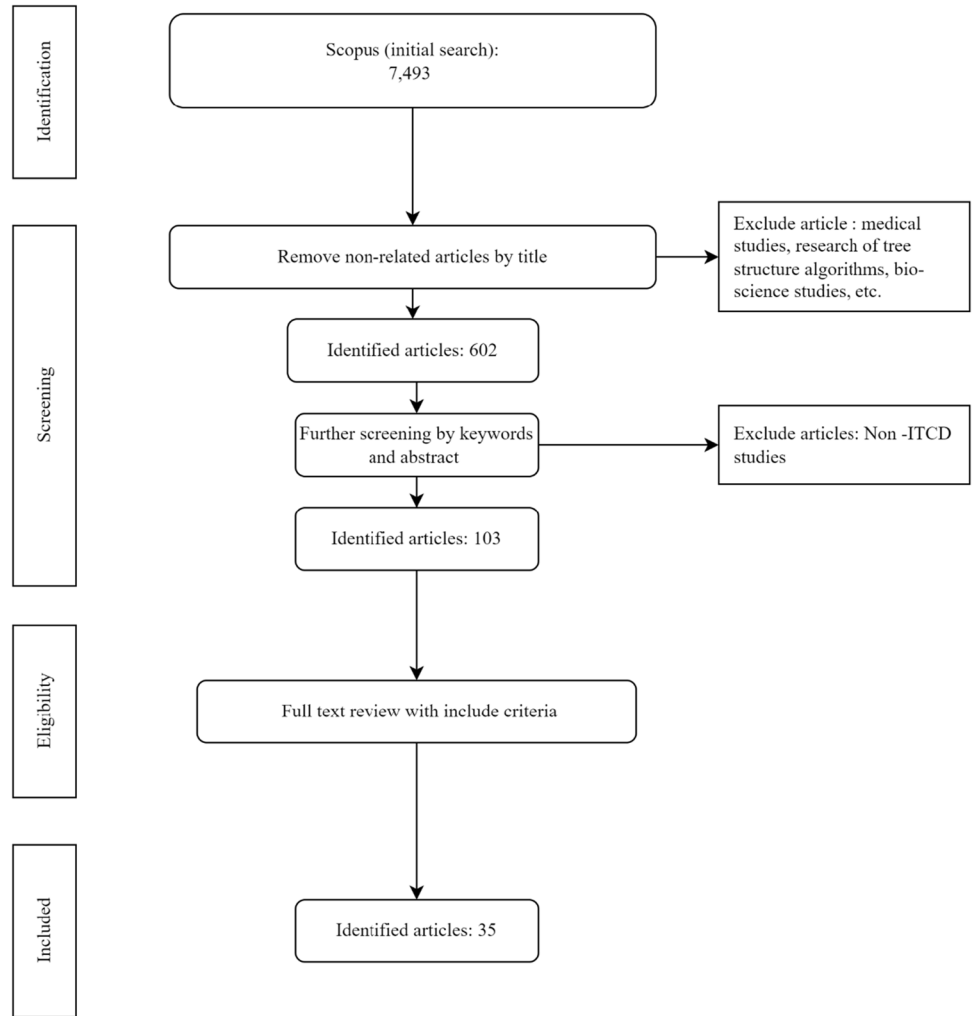 Identification
Scopus (initial search):
7,493
Screening
Remove non-related articles by title
Exclude article : medical
studies, research of tree
structure algorithms, bio-
science studies, etc.
Identified articles: 602
Further screening by keywords
and abstract
Exclude articles: Non -ITCD
studies
Identified articles: 103
Eligibility
Full text review with include criteria
Included
Identified articles: 35